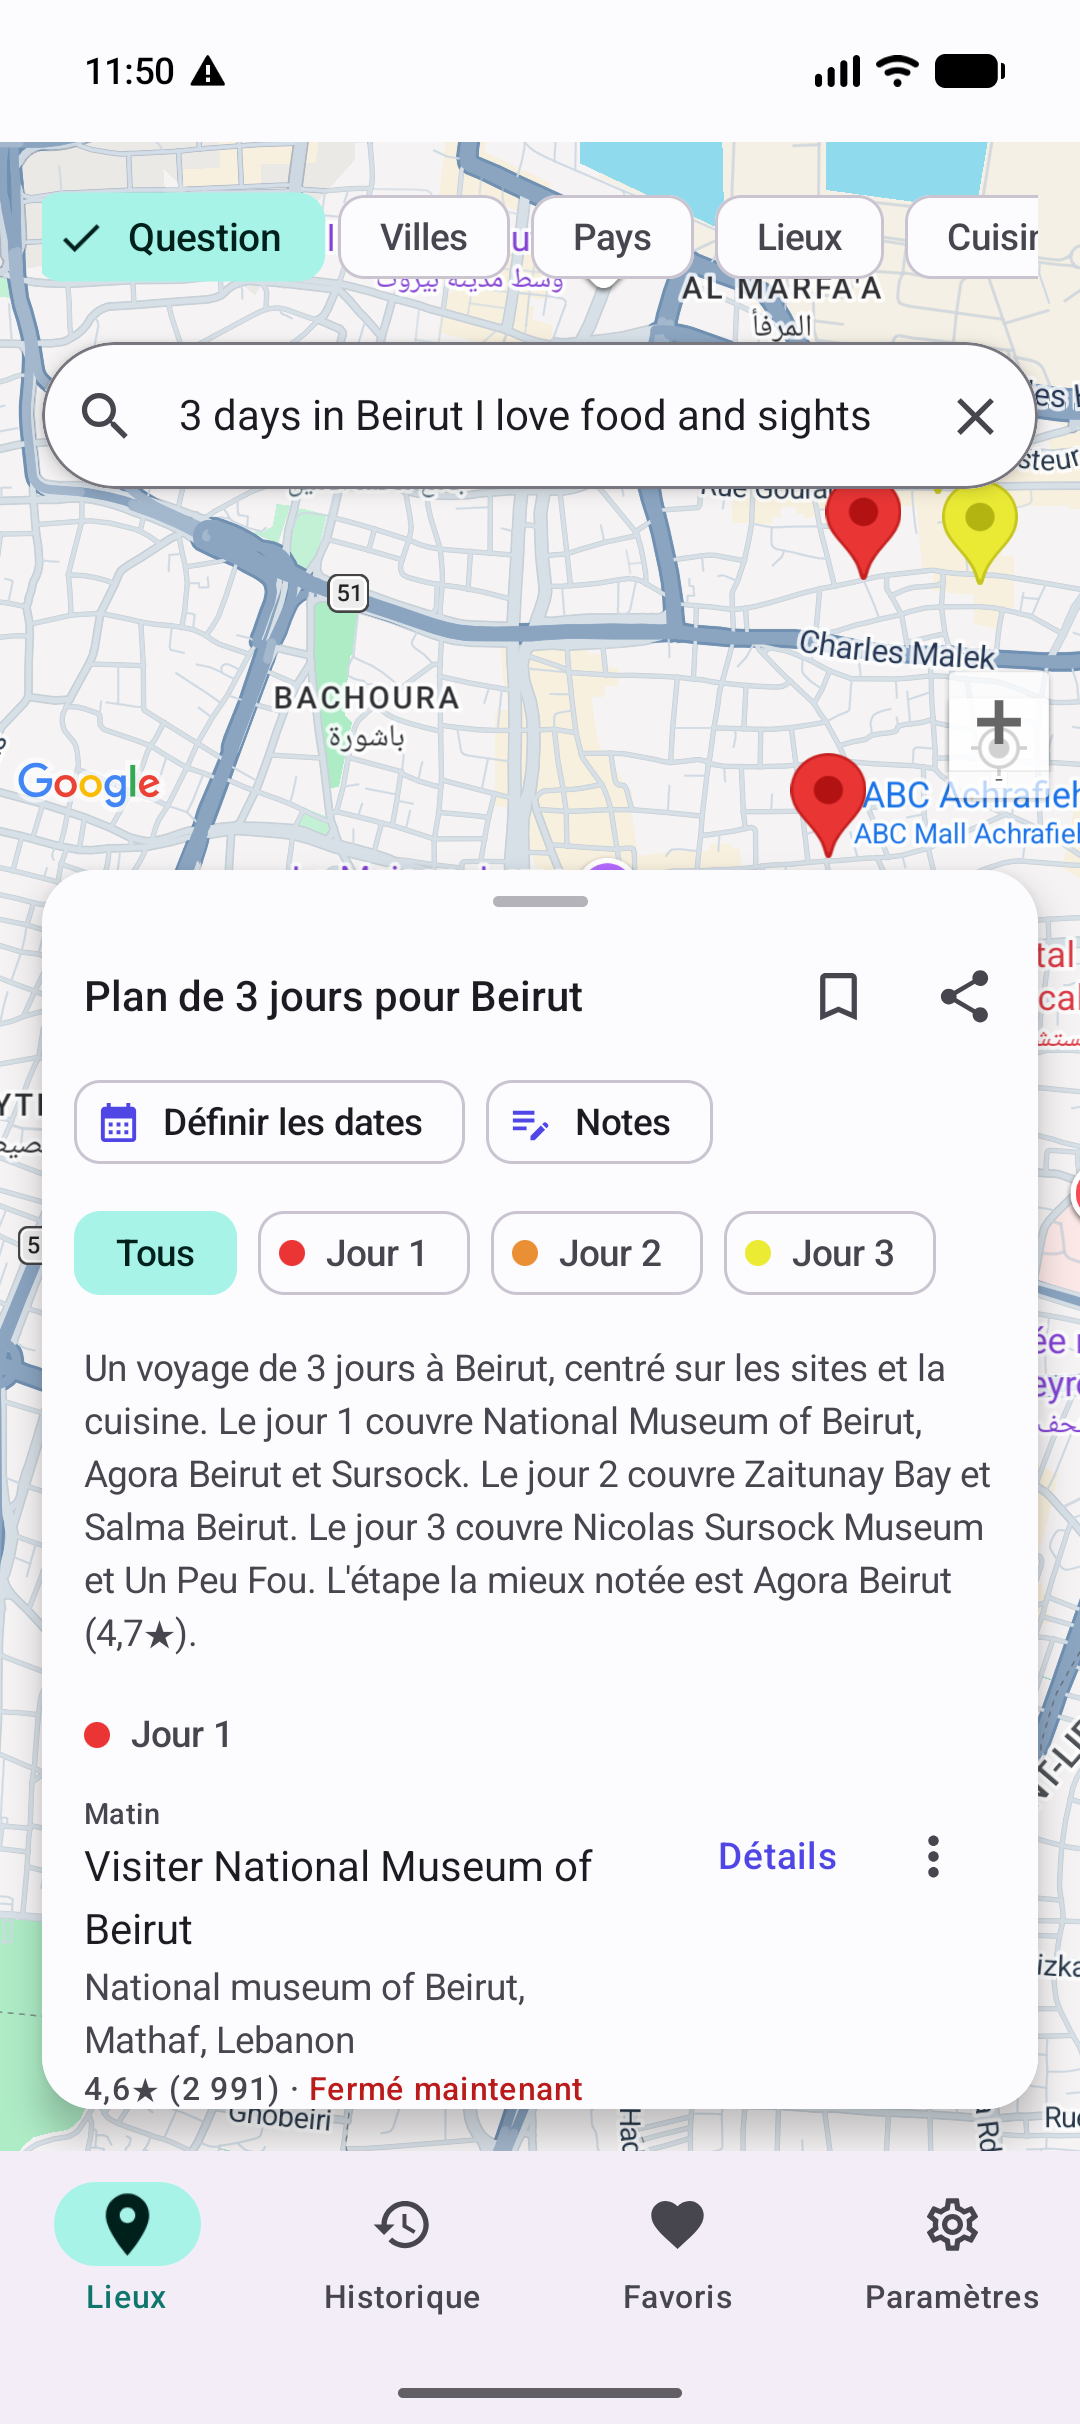 11:50
Question
Villes
Pays
Lieux
Cuisin
وسط مدينة بيروت
AL MARFA'A
المرفأ
3 days in Beirut I love food and sights
51
Charles Malek
BACHOURA
باشورة
Google
ABC Achrafieh
ABC Mall Achrafieh
Plan de 3 jours pour Beirut
Définir les dates
Notes
Tous
Jour 1
Jour 2
Jour 3
Un voyage de 3 jours à Beirut, centré sur les sites et la
cuisine. Le jour 1 couvre National Museum of Beirut,
Agora Beirut et Sursock. Le jour 2 couvre Zaitunay Bay et
Salma Beirut. Le jour 3 couvre Nicolas Sursock Museum
et Un Peu Fou. L'étape la mieux notée est Agora Beirut
(4,7★).
Jour 1
Matin
Visiter National Museum of
Beirut
Détails
National museum of Beirut,
Mathaf, Lebanon
4,6★ (2 991) · Fermé maintenant
Ghobeiri
Lieux
Historique
Favoris
Paramètres